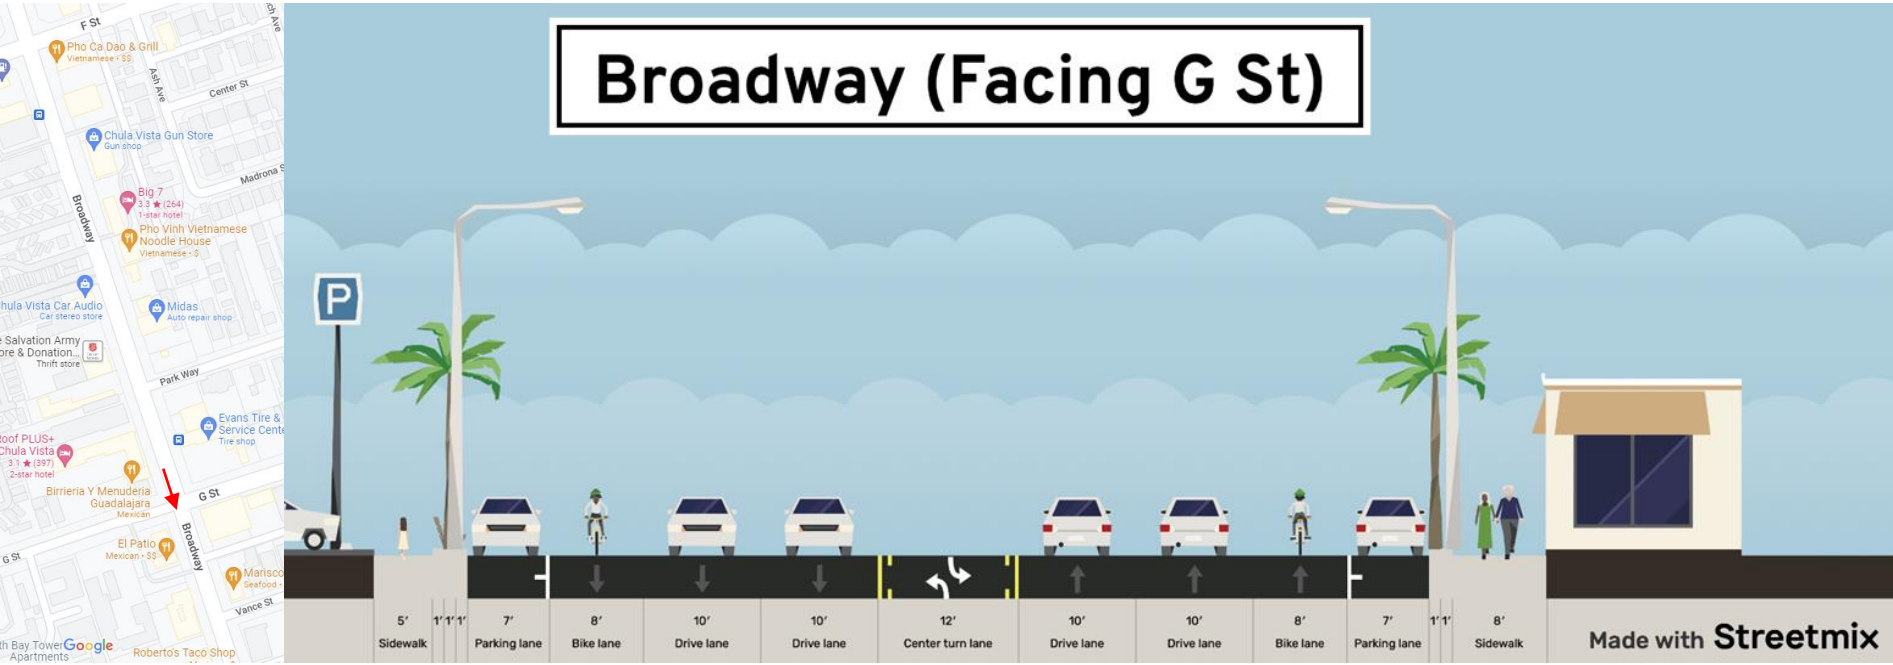 F St
Pho Ca Dao & Grill
Vietnamese • $$
Ash Ave
Center St
Chula Vista Gun Store
Gun shop
Madrona S
Broadway
Big 7
3.3 ★ (264)
1-star hotel
Pho Vinh Vietnamese
Noodle House
Vietnamese • $
hula Vista Car Audio
Car stereo store
Midas
Auto repair shop
e Salvation Army
ore & Donation...
Thrift store
Park Way
Evans Tire &
Service Cente
Tire shop
oof PLUS+
Chula Vista
3.1 ★ (397)
2-star hotel
Birrieria Y Menuderia
Guadalajara
Mexican
G St
Broadway
El Patio
Mexican • $$
G St
Marisco
Seafood •
Vance St
th Bay Tower
Apartments
Google
Roberto's Taco Shop
Broadway (Facing G St)
P
5' 1' 1' 1' 7' 8' 10' 10' 12' 10' 10' 8' 7' 1' 1' 8'
Sidewalk Parking lane Bike lane Drive lane Drive lane Center turn lane Drive lane Drive lane Bike lane Parking lane Sidewalk
Made with Streetmix